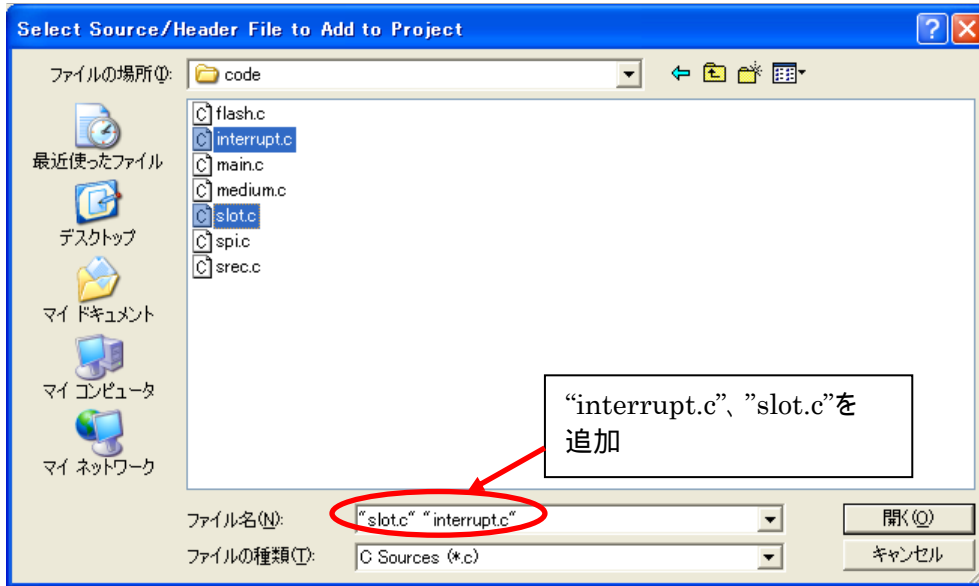 Select Source/Header File to Add to Project
ファイルの場所(I):
code
最近使ったファイル
デスクトップ
マイ ドキュメント
マイ コンピュータ
マイ ネットワーク
flash.c
interrupt.c
main.c
medium.c
slot.c
spi.c
srec.c
“interrupt.c”、”slot.c”を
追加
ファイル名(N):
"slot.c" "interrupt.c"
開く(O)
ファイルの種類(T):
C Sources (*.c)
キャンセル